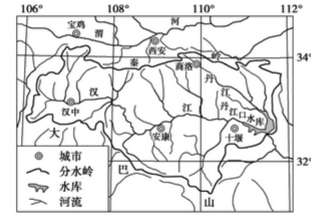 106° 108° 110° 112°
宝鸡 渭 河
西安
34°
秦 商洛 岭
丹
汉 江
汉中 江 丹江口水库
大 安康 十堰
城市
分水岭
巴 32°
水库
山
河流